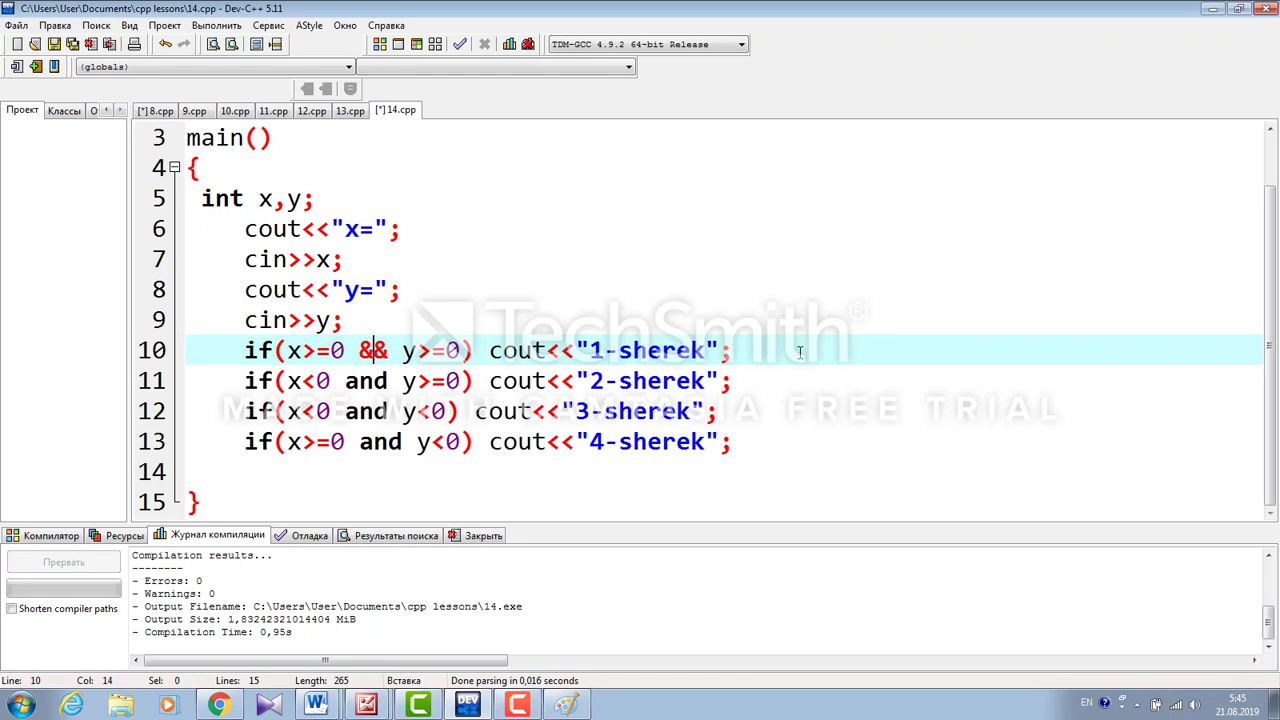 C:\Users\User\Documents\cpp lessons\14.cpp - Dev-C++ 5.11
Файл Правка Поиск Вид Проект Выполнить Сервис AStyle Окно Справка
TDM-GCC 4.9.2 64-bit Release
(globals)
Проект Классы О [*] 8.cpp 9.cpp 10.cpp 11.cpp 12.cpp 13.cpp [*] 14.cpp
3 main()
4 {
5 int x,y;
6 cout<<"x=";
7 cin>>x;
8 cout<<"y=";
9 cin>>y;
10 if(x>=0 && y>=0) cout<<"1-sherek";
11 if(x<0 and y>=0) cout<<"2-sherek";
12 if(x<0 and y<0) cout<<"3-sherek";
13 if(x>=0 and y<0) cout<<"4-sherek";
14
15 }
TechSmith®
MADE WITH CAMTASIA FREE TRIAL
Компилятор Ресурсы Журнал компиляции Отладка Результаты поиска Закрыть
Прервать
Shorten compiler paths
Compilation results...
--------
- Errors: 0
- Warnings: 0
- Output Filename: C:\Users\User\Documents\cpp lessons\14.exe
- Output Size: 1,83242321014404 MiB
- Compilation Time: 0,95s
Line: 10 Col: 14 Sel: 0 Lines: 15 Length: 265 Вставка Done parsing in 0,016 seconds
W DEV EN 5:45
21.08.2019